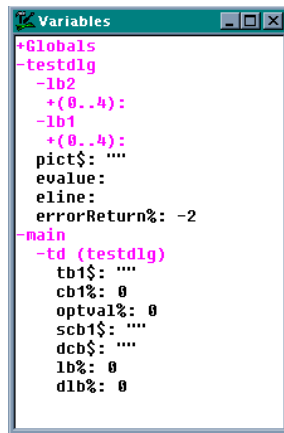 Variables
+Globals
-testdlg
-lb2
+(0..4):
-lb1
+(0..4):
pict$: ""
evalue:
eline:
errorReturn%: -2
-main
-td (testdlg)
tb1$: ""
cb1%: 0
optval%: 0
scb1$: ""
dcb$: ""
lb%: 0
dlb%: 0